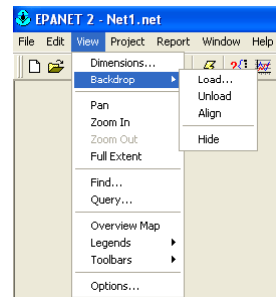 EPANET 2 - Net1.net
File Edit View Project Report Window Help
Dimensions...
Backdrop
Load...
Unload
Align
Hide
Pan
Zoom In
Zoom Out
Full Extent
Find...
Query...
Overview Map
Legends
Toolbars
Options...